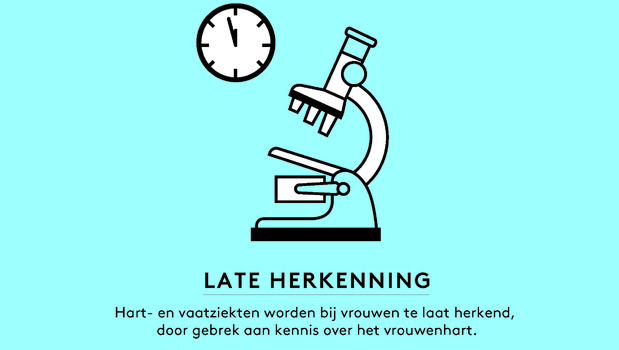 LATE HERKENNING
Hart- en vaatziekten worden bij vrouwen te laat herkend,
door gebrek aan kennis over het vrouwenhart.